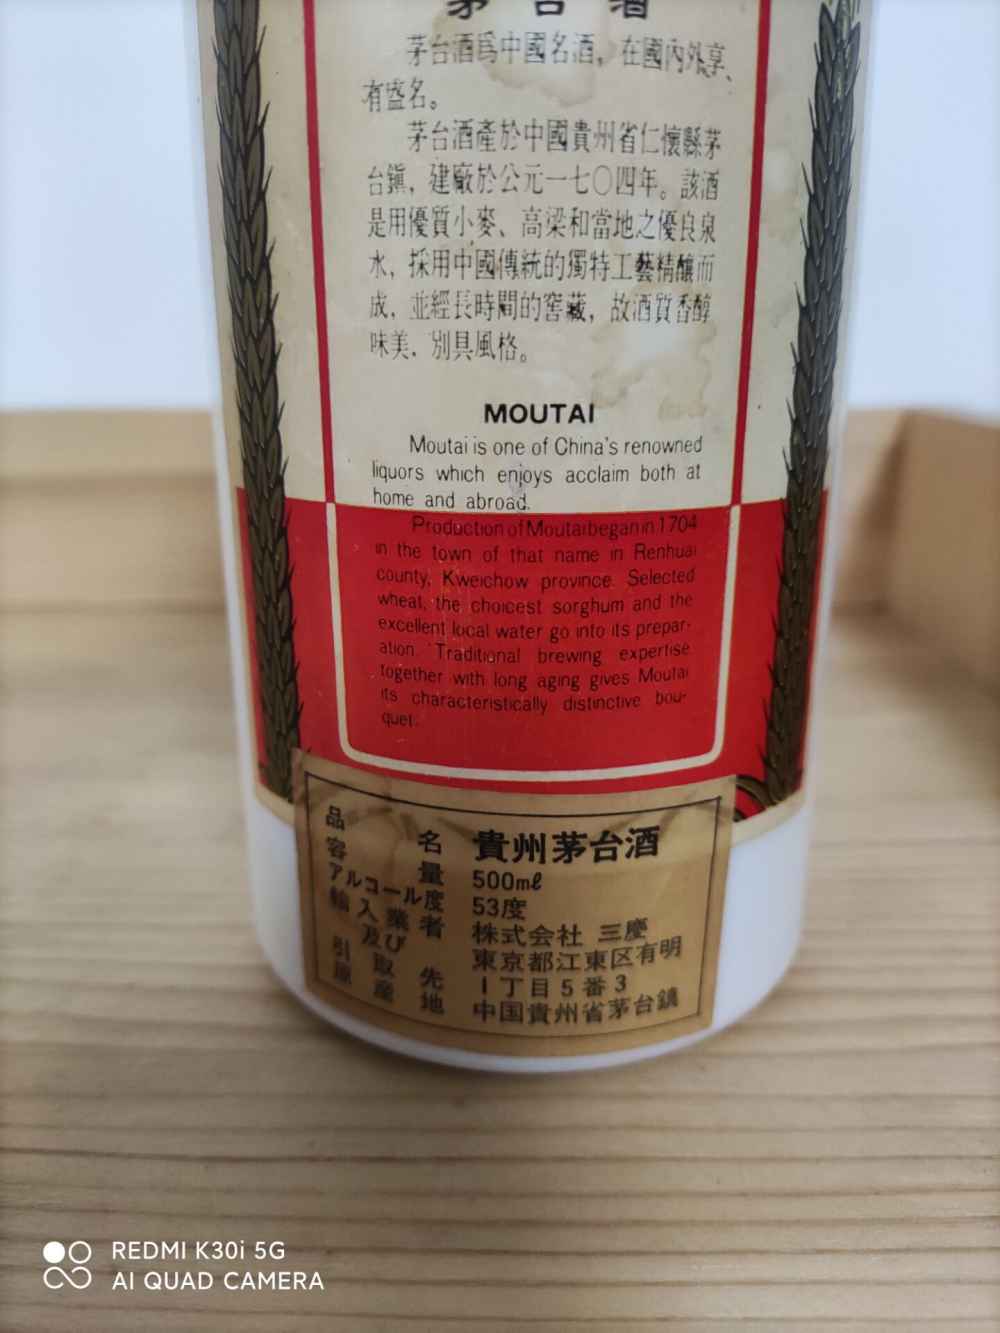 茅台酒
茅台酒爲中國名酒，在國內外享
有盛名。
茅台酒產於中國貴州省仁懷縣茅
台鎭，建廠於公元一七〇四年。該酒
是用優質小麥、高梁和當地之優良泉
水，採用中國傳統的獨特工藝精釀而
成，並經長時間的窖藏，故酒質香醇
味美．別具風格。
MOUTAI
Moutai is one of China's renowned
liquors which enjoys acclaim both at
home and abroad.
Production of Moutai began in 1704
in the town of that name in Renhuai
county, Kweichow province. Selected
wheat, the choicest sorghum and the
excellent local water go into its prepar-
ation. Traditional brewing expertise
together with long aging gives Moutai
its characteristically distinctive bou-
quet.
品名 貴州茅台酒
容量 500mℓ
アルコール度 53度
輸入業者 株式会社 三慶
及び 東京都江東区有明
引取先 1丁目5番3
原産地 中国貴州省茅台鎮
REDMI K30i 5G
AI QUAD CAMERA